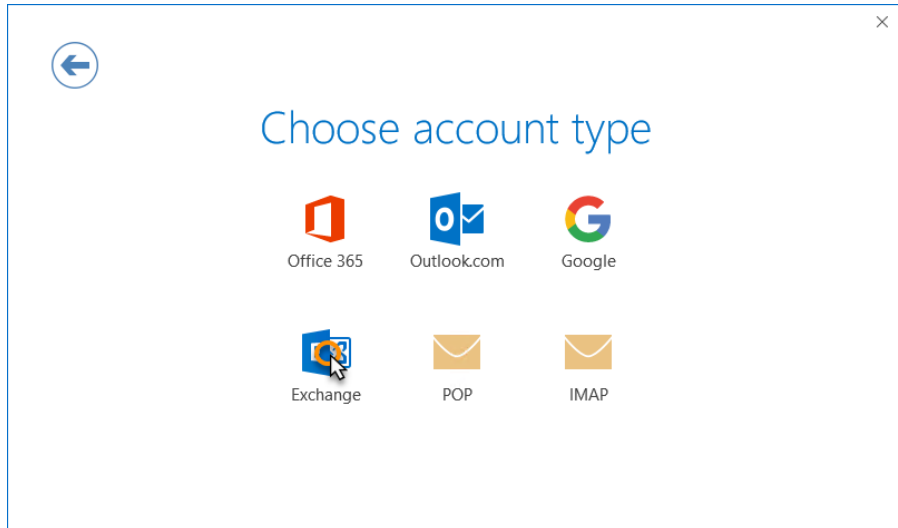 Choose account type
Office 365
Outlook.com
Google
Exchange
POP
IMAP